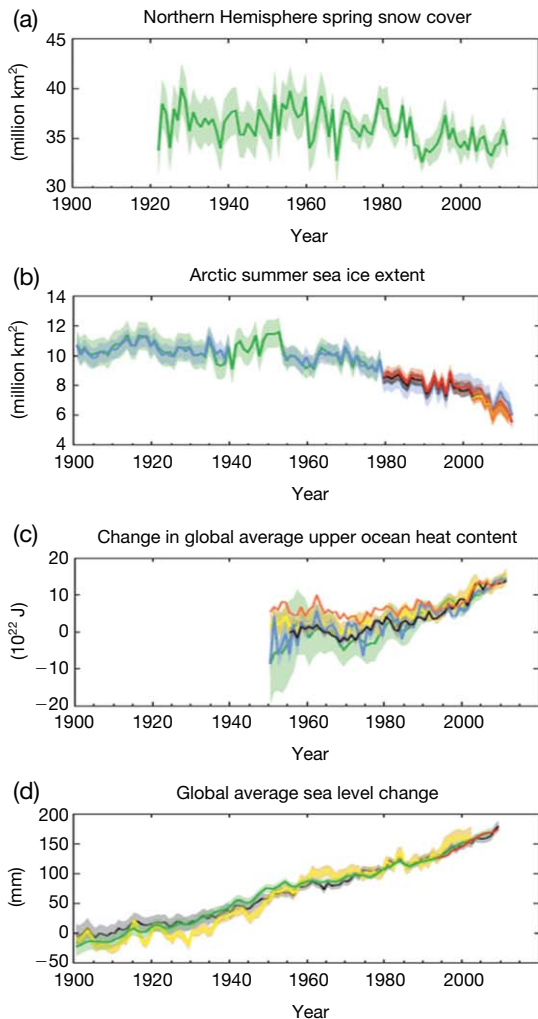 (a)
Northern Hemisphere spring snow cover
(million km²)
45
40
35
30
1900 1920 1940 1960 1980 2000
Year
(b)
Arctic summer sea ice extent
(million km²)
14
12
10
8
6
4
1900 1920 1940 1960 1980 2000
Year
(c)
Change in global average upper ocean heat content
(10²² J)
20
10
0
−10
−20
1900 1920 1940 1960 1980 2000
Year
(d)
Global average sea level change
(mm)
200
150
100
50
0
−50
1900 1920 1940 1960 1980 2000
Year